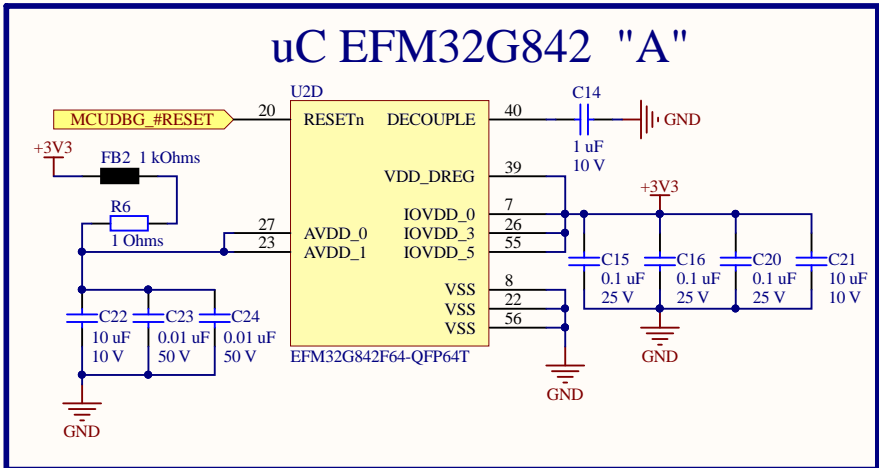 uC EFM32G842 "A"
U2D
MCUDBG_#RESET
20
RESETn
DECOUPLE
40
C14
1 uF
10 V
GND
+3V3
FB2 1 kOhms
R6
1 Ohms
VDD_DREG
39
IOVDD_0
7
IOVDD_3
26
IOVDD_5
55
27
AVDD_0
23
AVDD_1
+3V3
C15
0.1 uF
25 V
C16
0.1 uF
25 V
C20
0.1 uF
25 V
C21
10 uF
10 V
GND
VSS
8
VSS
22
VSS
56
GND
C22
10 uF
10 V
C23
0.01 uF
50 V
C24
0.01 uF
50 V
GND
EFM32G842F64-QFP64T